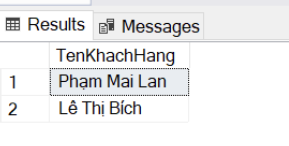 Results Messages
TenKhachHang
1 Phạm Mai Lan
2 Lê Thị Bích